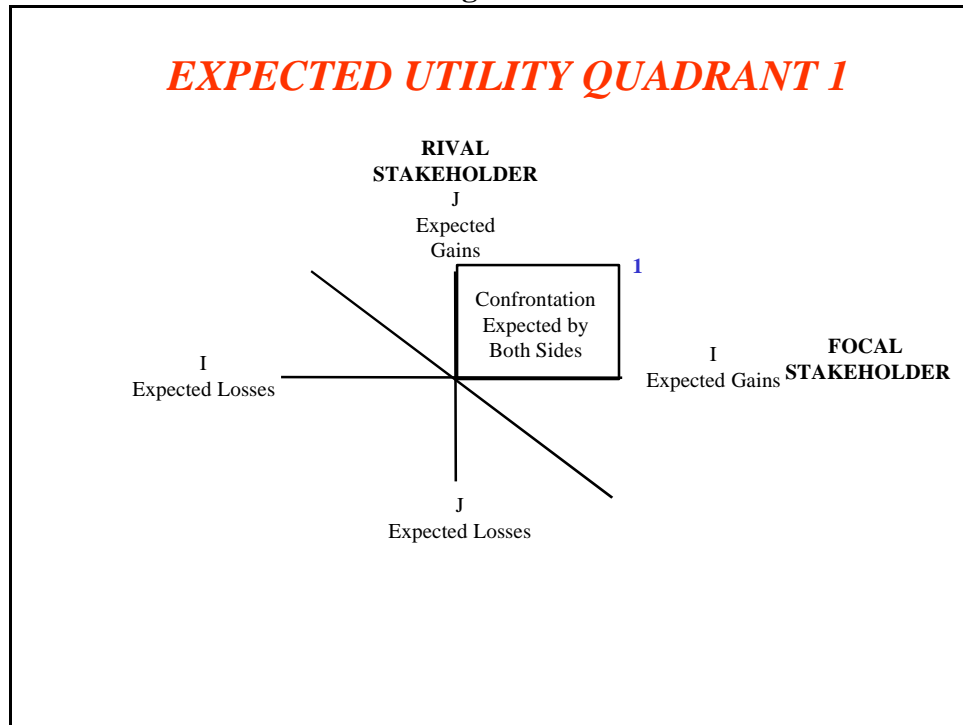 EXPECTED UTILITY QUADRANT 1
RIVAL
STAKEHOLDER
J
Expected
Gains
1
Confrontation
Expected by
Both Sides
I
Expected Losses
I
Expected Gains
FOCAL
STAKEHOLDER
J
Expected Losses